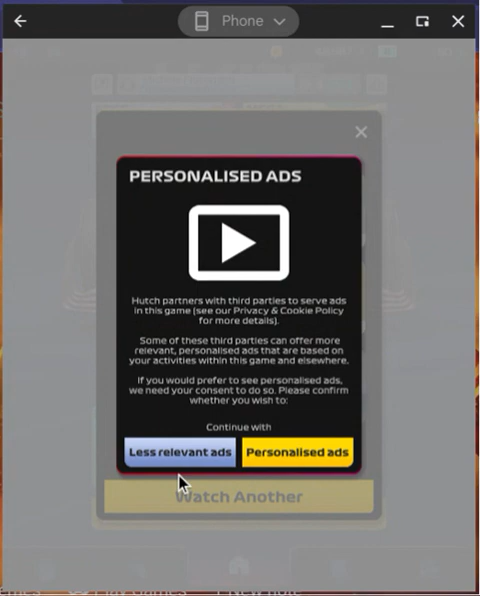 Phone
PERSONALISED ADS
Hutch partners with third parties to serve ads
in this game (see our Privacy & Cookie Policy
for more details).
Some of these third parties can offer more
relevant, personalised ads that are based on
your activities within this game and elsewhere.
If you would prefer to see personalised ads,
we need your consent to do so. Please confirm
whether you wish to:
Continue with
Less relevant ads
Personalised ads
Watch Another